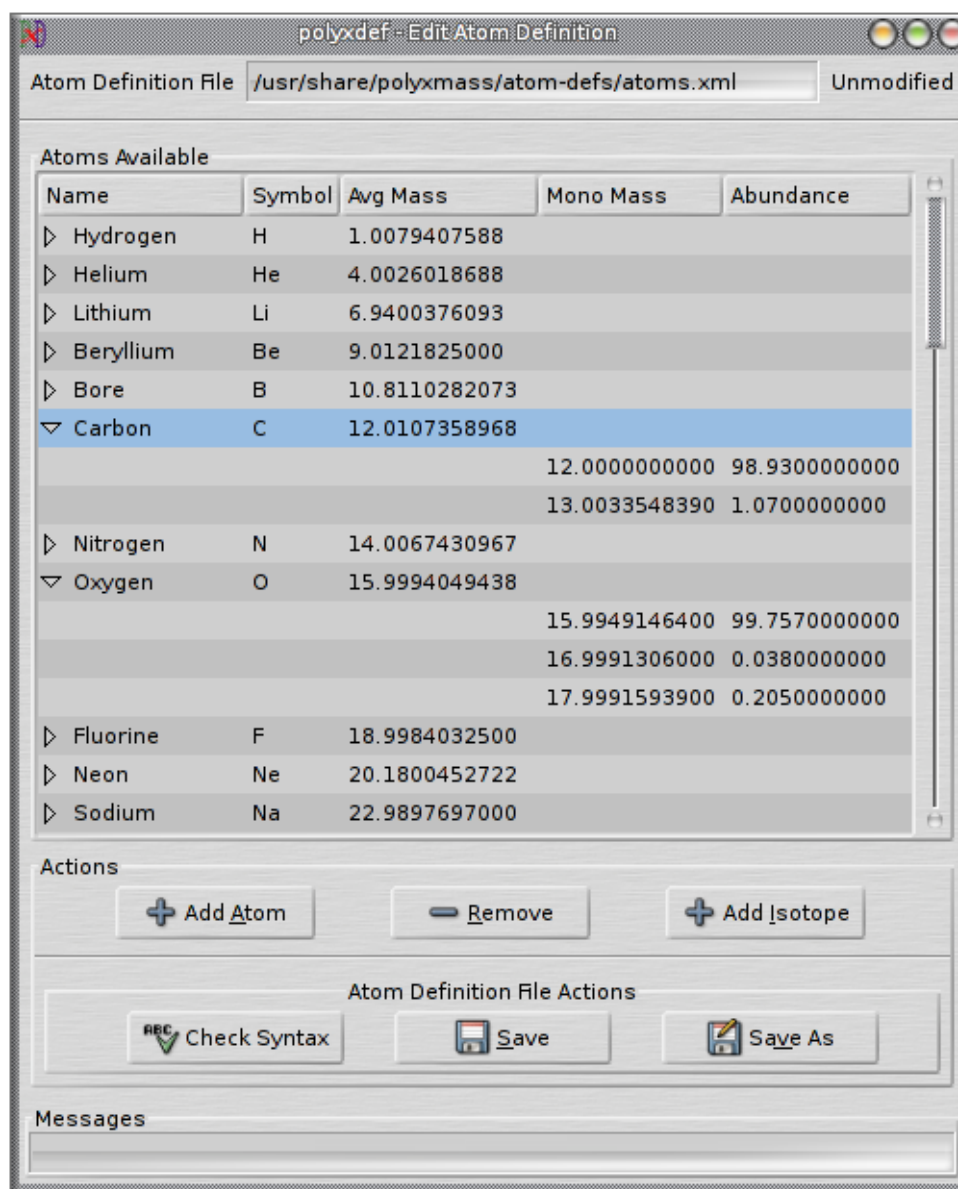 polyxdef - Edit Atom Definition
Atom Definition File /usr/share/polyxmass/atom-defs/atoms.xml Unmodified
Atoms Available
Name Symbol Avg Mass Mono Mass Abundance
Hydrogen H 1.0079407588
Helium He 4.0026018688
Lithium Li 6.9400376093
Beryllium Be 9.0121825000
Bore B 10.8110282073
Carbon C 12.0107358968
12.0000000000 98.9300000000
13.0033548390 1.0700000000
Nitrogen N 14.0067430967
Oxygen O 15.9994049438
15.9949146400 99.7570000000
16.9991306000 0.0380000000
17.9991593900 0.2050000000
Fluorine F 18.9984032500
Neon Ne 20.1800452722
Sodium Na 22.9897697000
Actions
Add Atom Remove Add Isotope
Atom Definition File Actions
ABC Check Syntax Save Save As
Messages